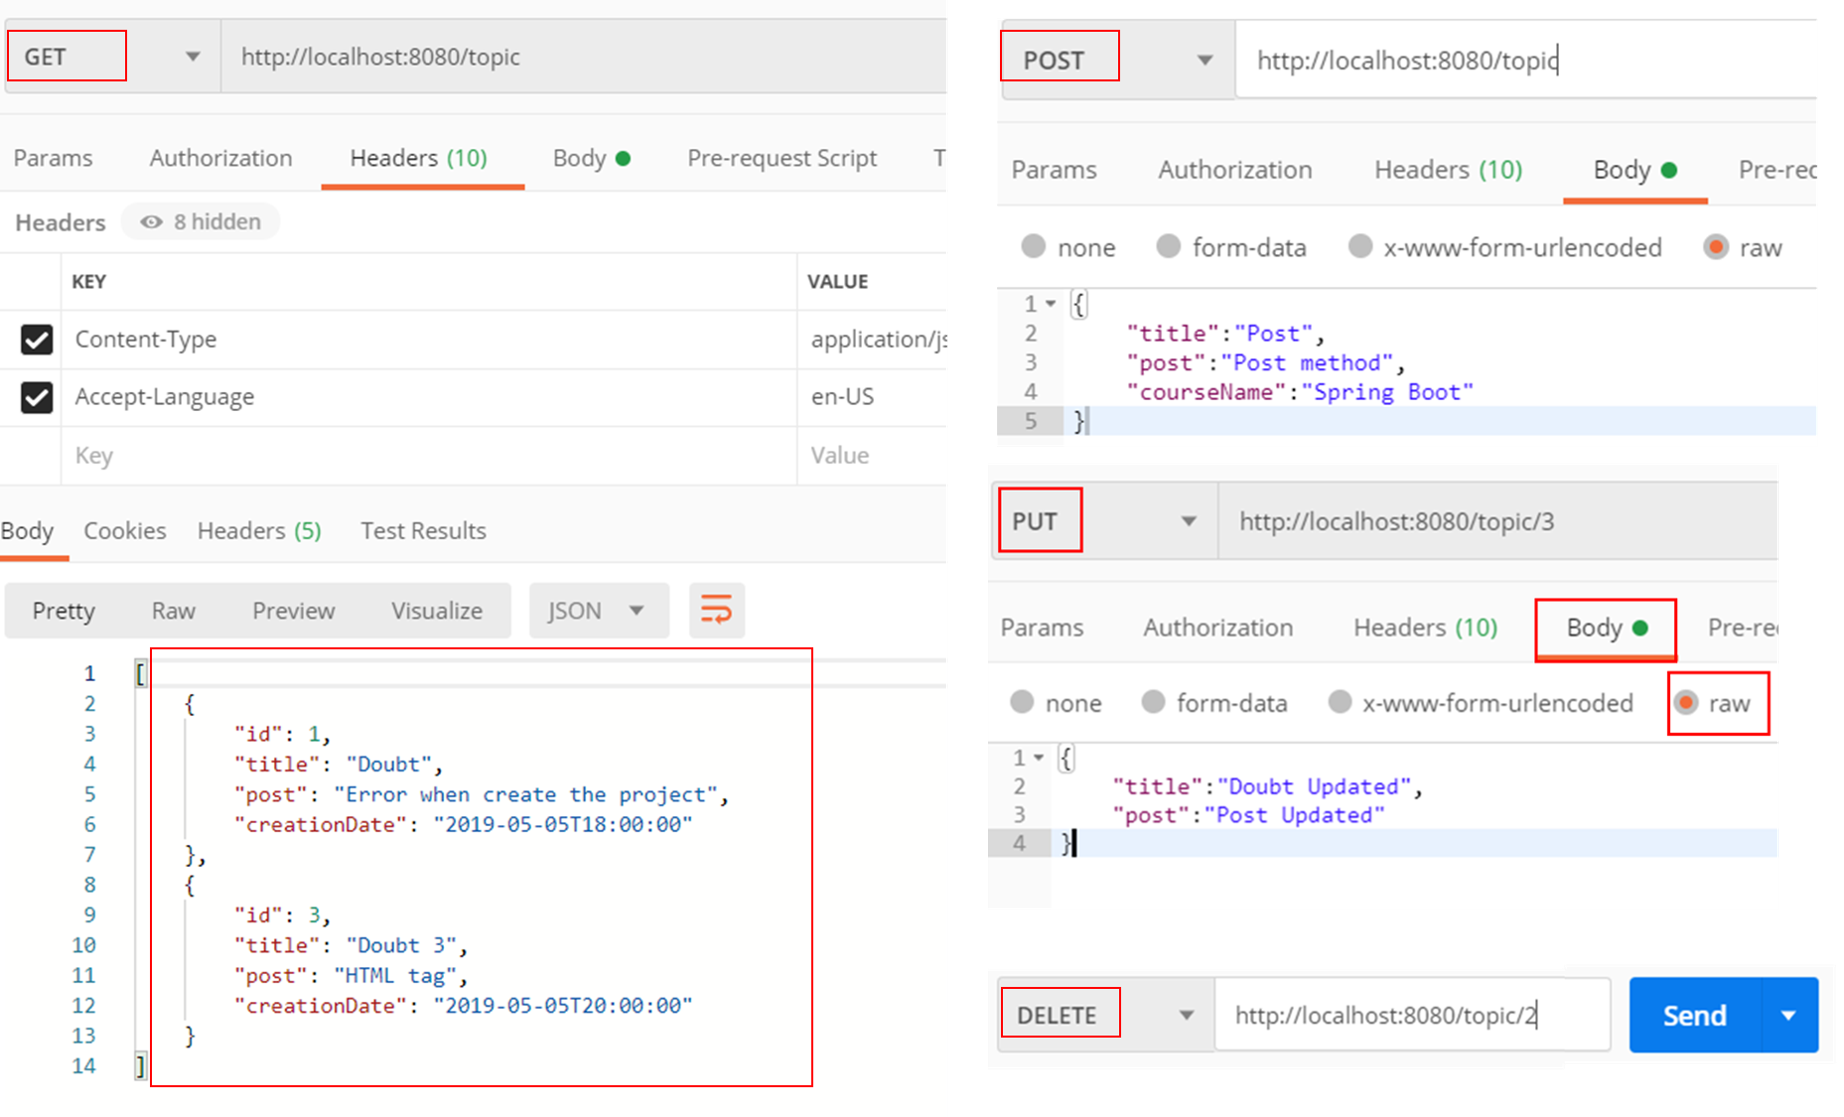 GET
http://localhost:8080/topic
Params Authorization Headers (10) Body Pre-request Script T
Headers 8 hidden
KEY VALUE
Content-Type application/js
Accept-Language en-US
Key Value
Body Cookies Headers (5) Test Results
Pretty Raw Preview Visualize JSON
1 [
2 {
3 "id": 1,
4 "title": "Doubt",
5 "post": "Error when create the project",
6 "creationDate": "2019-05-05T18:00:00"
7 },
8 {
9 "id": 3,
10 "title": "Doubt 3",
11 "post": "HTML tag",
12 "creationDate": "2019-05-05T20:00:00"
13 }
14 ]
POST
http://localhost:8080/topic
Params Authorization Headers (10) Body Pre-rec
none form-data x-www-form-urlencoded raw
1 {
2 "title":"Post",
3 "post":"Post method",
4 "courseName":"Spring Boot"
5 }
PUT
http://localhost:8080/topic/3
Params Authorization Headers (10) Body Pre-re
none form-data x-www-form-urlencoded raw
1 {
2 "title":"Doubt Updated",
3 "post":"Post Updated"
4 }
DELETE
http://localhost:8080/topic/2
Send